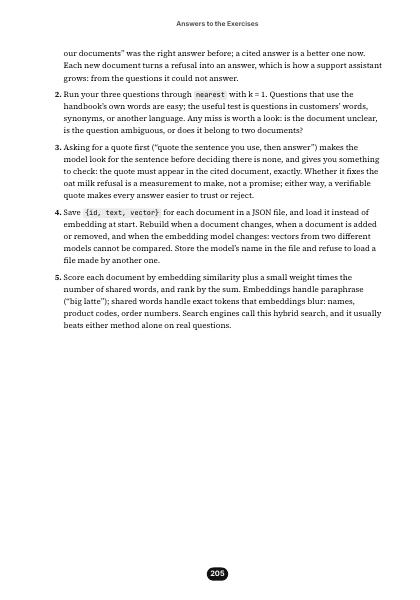 Answers to the Exercises
our documents” was the right answer before; a cited answer is a better one now.
Each new document turns a refusal into an answer, which is how a support assistant
grows: from the questions it could not answer.
2. Run your three questions through nearest with k = 1. Questions that use the
handbook’s own words are easy; the useful test is questions in customers’ words,
synonyms, or another language. Any miss is worth a look: is the document unclear,
is the question ambiguous, or does it belong to two documents?
3. Asking for a quote first (“quote the sentence you use, then answer”) makes the
model look for the sentence before deciding there is none, and gives you something
to check: the quote must appear in the cited document, exactly. Whether it fixes the
oat milk refusal is a measurement to make, not a promise; either way, a verifiable
quote makes every answer easier to trust or reject.
4. Save {id, text, vector} for each document in a JSON file, and load it instead of
embedding at start. Rebuild when a document changes, when a document is added
or removed, and when the embedding model changes: vectors from two different
models cannot be compared. Store the model’s name in the file and refuse to load a
file made by another one.
5. Score each document by embedding similarity plus a small weight times the
number of shared words, and rank by the sum. Embeddings handle paraphrase
(“big latte”); shared words handle exact tokens that embeddings blur: names,
product codes, order numbers. Search engines call this hybrid search, and it usually
beats either method alone on real questions.
205